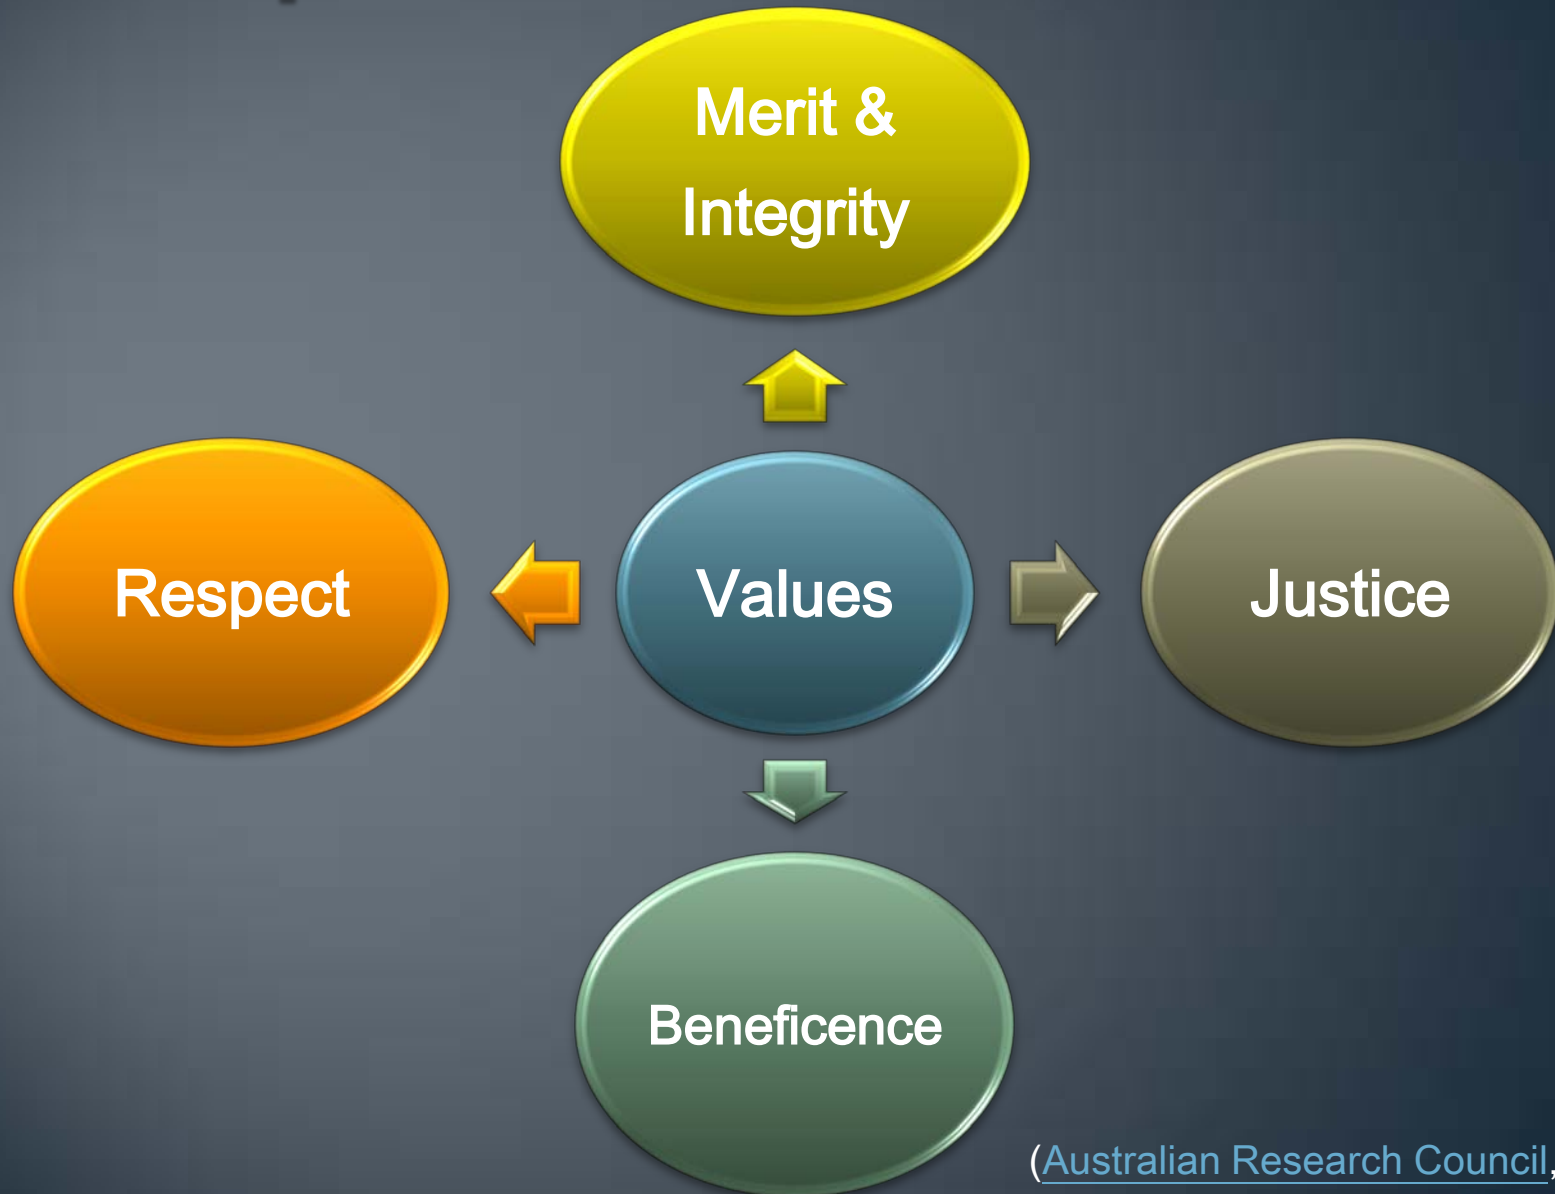 Merit &
Integrity
Respect
Values
Justice
Beneficence
(Australian Research Council,